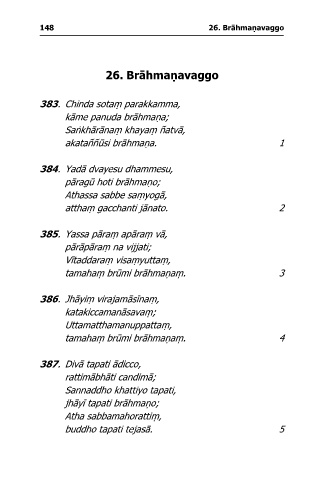 148 26. Brāhmaṇavaggo
26. Brāhmaṇavaggo
383. Chinda sotaṃ parakkamma,
kāme panuda brāhmaṇa;
Saṅkhārānaṃ khayaṃ ñatvā,
akataññūsi brāhmaṇa. 1
384. Yadā dvayesu dhammesu,
pāragū hoti brāhmaṇo;
Athassa sabbe saṃyogā,
atthaṃ gacchanti jānato. 2
385. Yassa pāraṃ apāraṃ vā,
pārāpāraṃ na vijjati;
Vītaddaraṃ visaṃyuttaṃ,
tamahaṃ brūmi brāhmaṇaṃ. 3
386. Jhāyiṃ virajamāsīnaṃ,
katakiccamanāsavaṃ;
Uttamatthamanuppattaṃ,
tamahaṃ brūmi brāhmaṇaṃ. 4
387. Divā tapati ādicco,
rattimābhāti candimā;
Sannaddho khattiyo tapati,
jhāyī tapati brāhmaṇo;
Atha sabbamahorattiṃ,
buddho tapati tejasā. 5